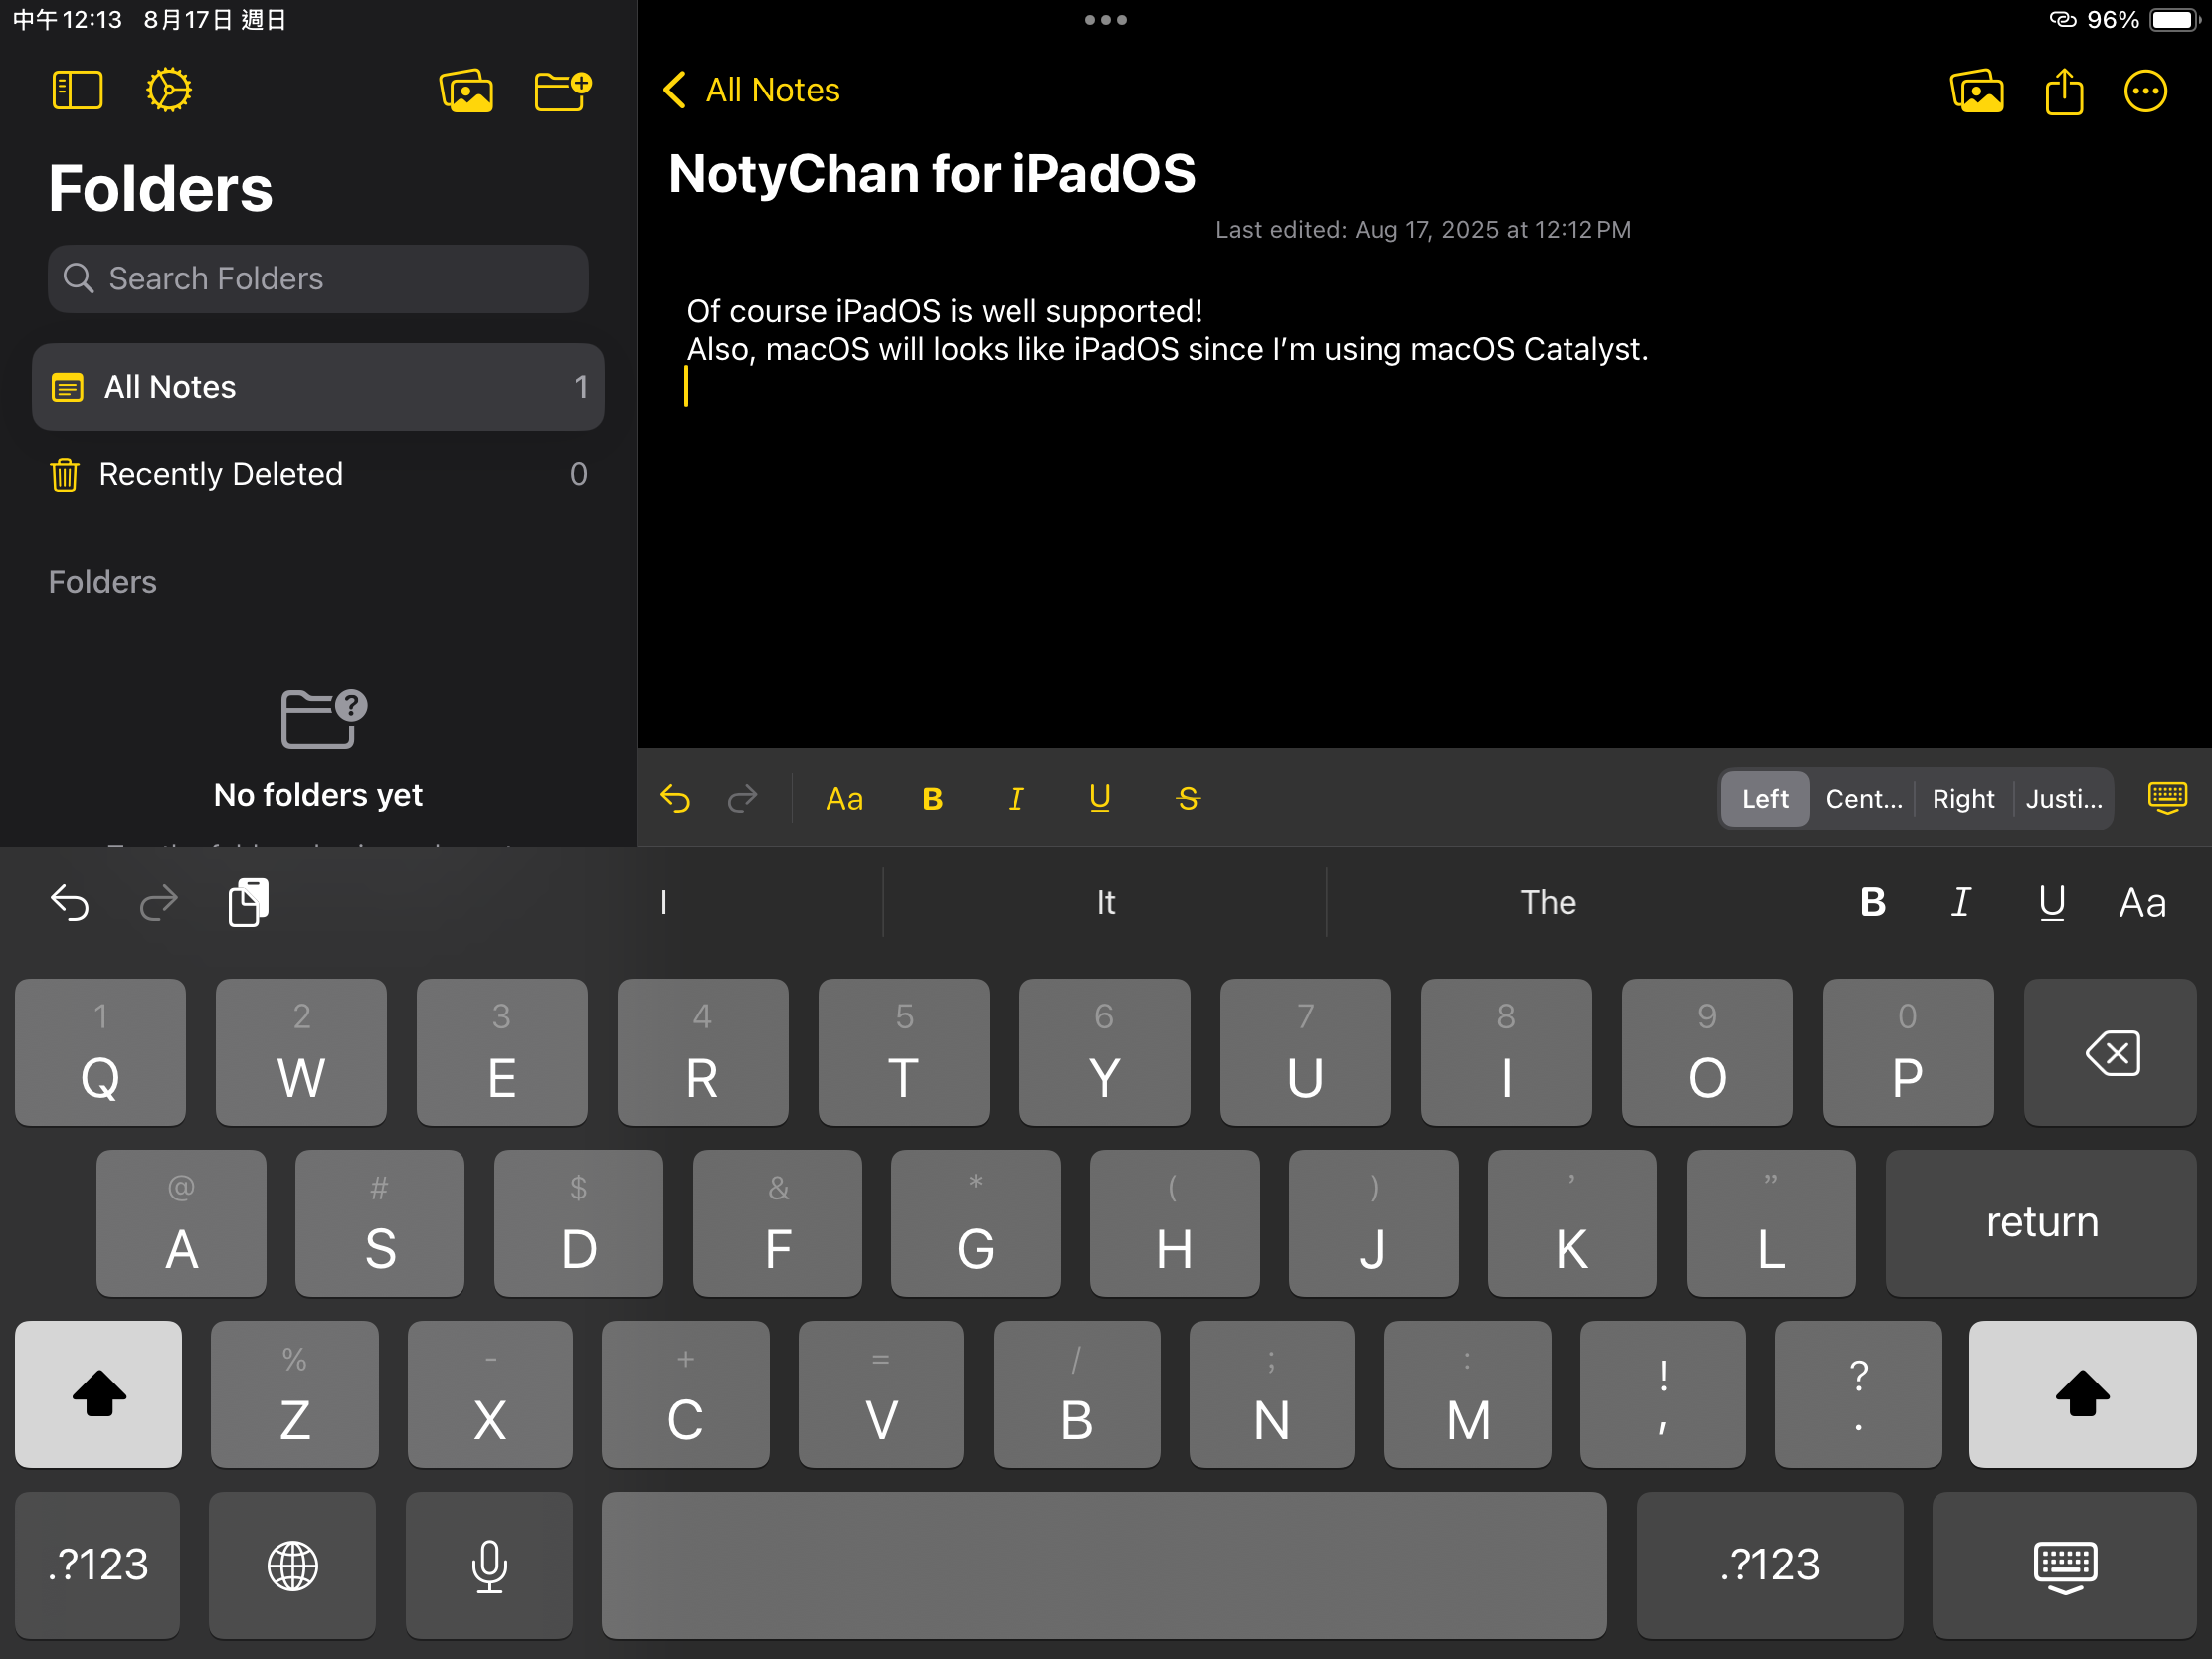 中午12:13 8月17日 週日
96%
Folders
Search Folders
All Notes 1
Recently Deleted 0
Folders
No folders yet
All Notes
NotyChan for iPadOS
Last edited: Aug 17, 2025 at 12:12 PM
Of course iPadOS is well supported!
Also, macOS will looks like iPadOS since I’m using macOS Catalyst.
Aa B I U S Left Cent... Right Justi...
I It The B I U Aa
1 2 3 4 5 6 7 8 9 0
Q W E R T Y U I O P
@ # $ & * ( ) ’ ”
A S D F G H J K L return
% - + = / ; : ! ?
Z X C V B N M , .
.?123 .?123